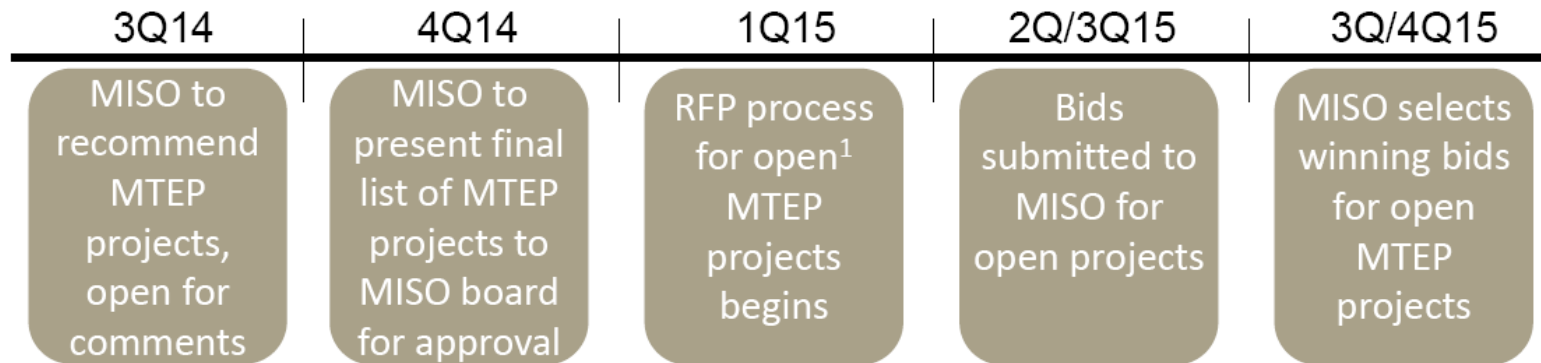 3Q14
4Q14
1Q15
2Q/3Q15
3Q/4Q15
MISO to
recommend
MTEP
projects,
open for
comments
MISO to
present final
list of MTEP
projects to
MISO board
for approval
RFP process
for open¹
MTEP
projects
begins
Bids
submitted to
MISO for
open projects
MISO selects
winning bids
for open
MTEP
projects